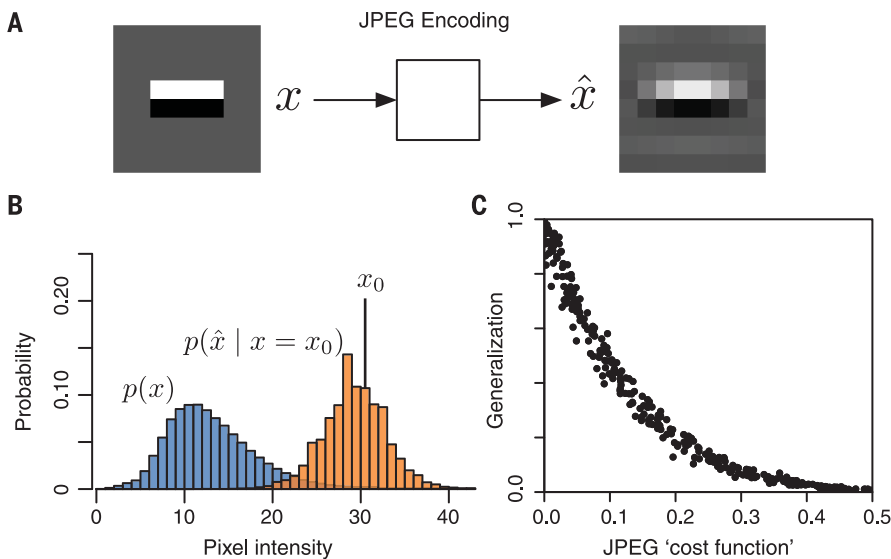 A
JPEG Encoding
x
x̂
B
Probability
0.20
0.10
0
p(x)
p(x̂ | x = x₀)
x₀
0 10 20 30 40
Pixel intensity
C
Generalization
1.0
0.0
0.0 0.1 0.2 0.3 0.4 0.5
JPEG ‘cost function’